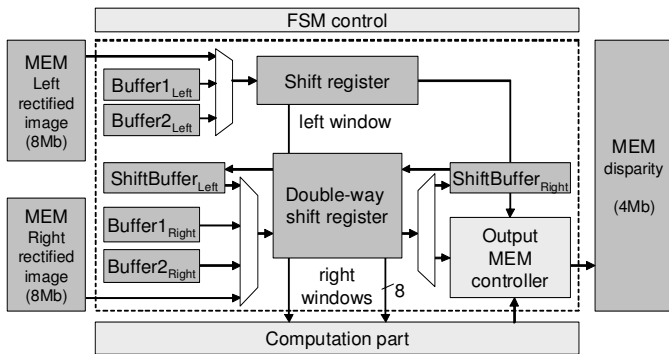 FSM control
MEM
Left
rectified
image
(8Mb)
Buffer1Left
Buffer2Left
Shift register
left window
MEM
disparity
(4Mb)
ShiftBufferLeft
Double-way
shift register
ShiftBufferRight
MEM
Right
rectified
image
(8Mb)
Buffer1Right
Buffer2Right
Output
MEM
controller
right
windows
8
Computation part